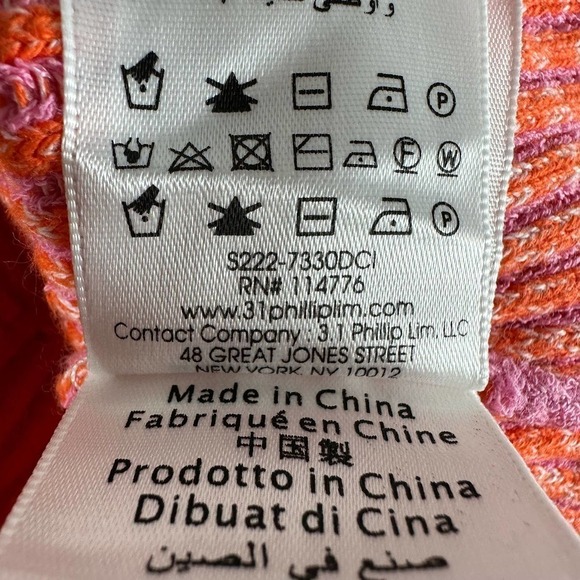 P
F W
P
S222-7330DCI
RN# 114776
www.31philliplim.com
Contact Company : 3.1 Phillip Lim, LLC
48 GREAT JONES STREET
NEW YORK, NY 10012
Made in China
Fabriqué en Chine
中国製
Prodotto in China
Dibuat di Cina
صنع في الصين